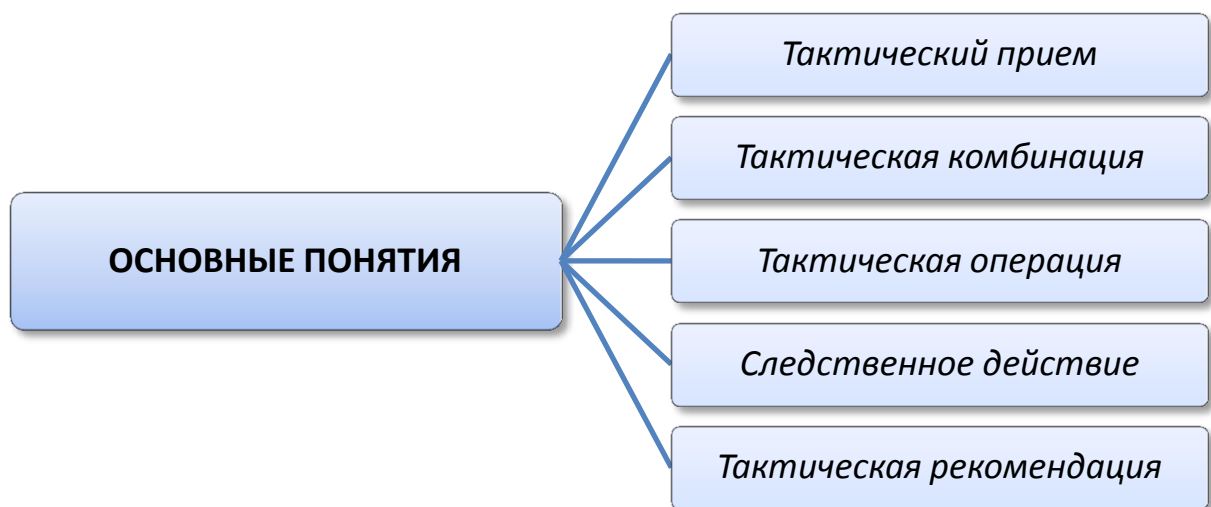 ОСНОВНЫЕ ПОНЯТИЯ
Тактический прием
Тактическая комбинация
Тактическая операция
Следственное действие
Тактическая рекомендация